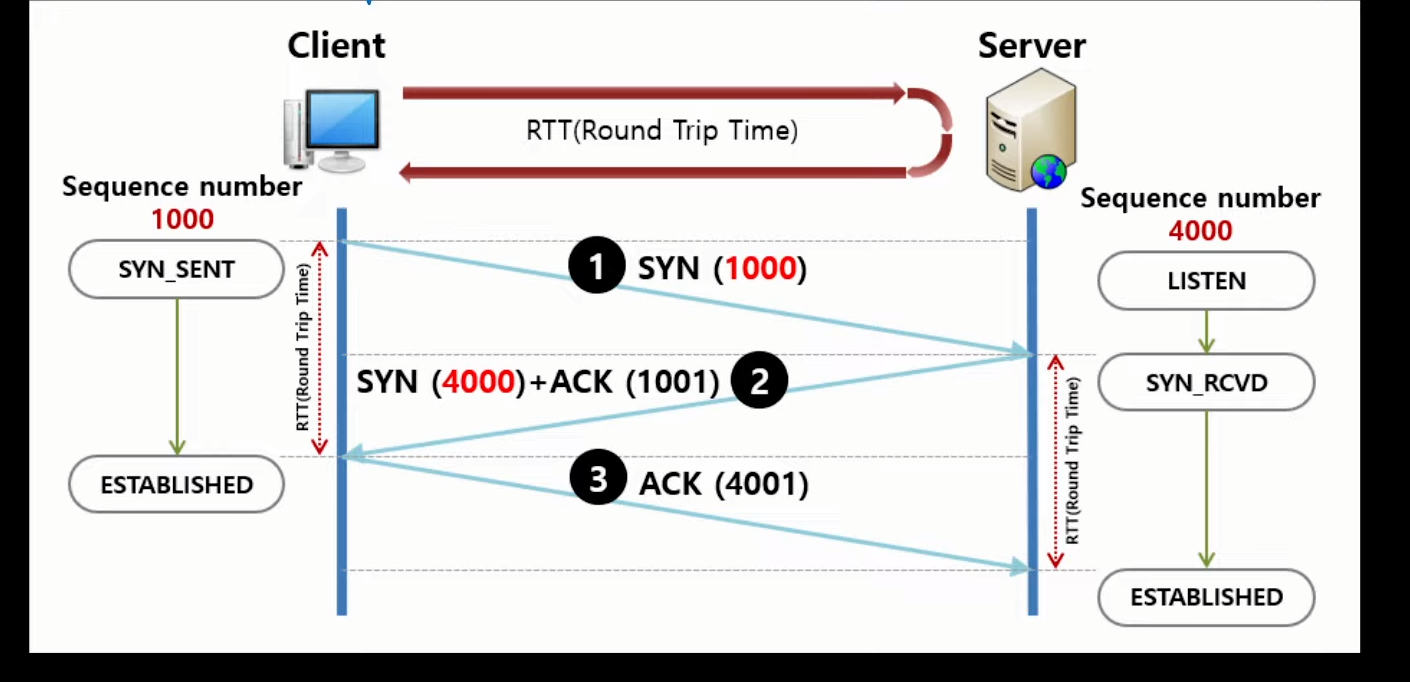 Client
Server
RTT(Round Trip Time)
Sequence number
1000
Sequence number
4000
SYN_SENT
RTT(Round Trip Time)
1 SYN (1000)
LISTEN
SYN (4000)+ACK (1001) 2
SYN_RCVD
RTT(Round Trip Time)
ESTABLISHED
3 ACK (4001)
ESTABLISHED